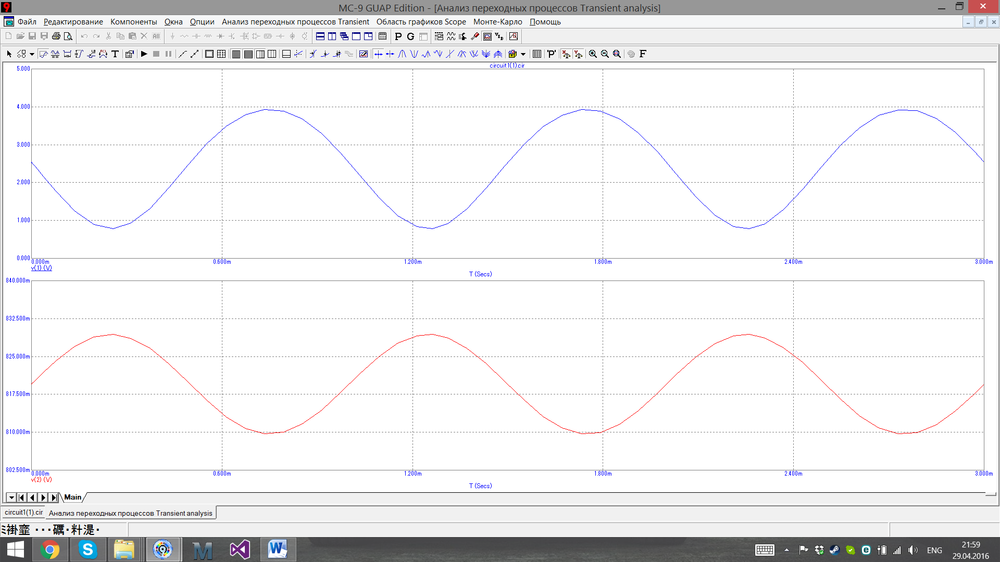 MC-9 GUAP Edition - [Анализ переходных процессов Transient analysis]
Файл Редактирование Компоненты Окна Опции Анализ переходных процессов Transient Область графиков Scope Монте-Карло Помощь
circuit1(1).cir
5.000
4.000
3.000
2.000
1.000
0.000
0.000m 0.600m 1.200m 1.800m 2.400m 3.000m
v(1) (V)
T (Secs)
840.000m
832.500m
825.000m
817.500m
810.000m
802.500m
0.000m 0.600m 1.200m 1.800m 2.400m 3.000m
v(2) (V)
T (Secs)
Main
circuit1(1).cir Анализ переходных процессов Transient analysis
ENG
21:59
29.04.2016